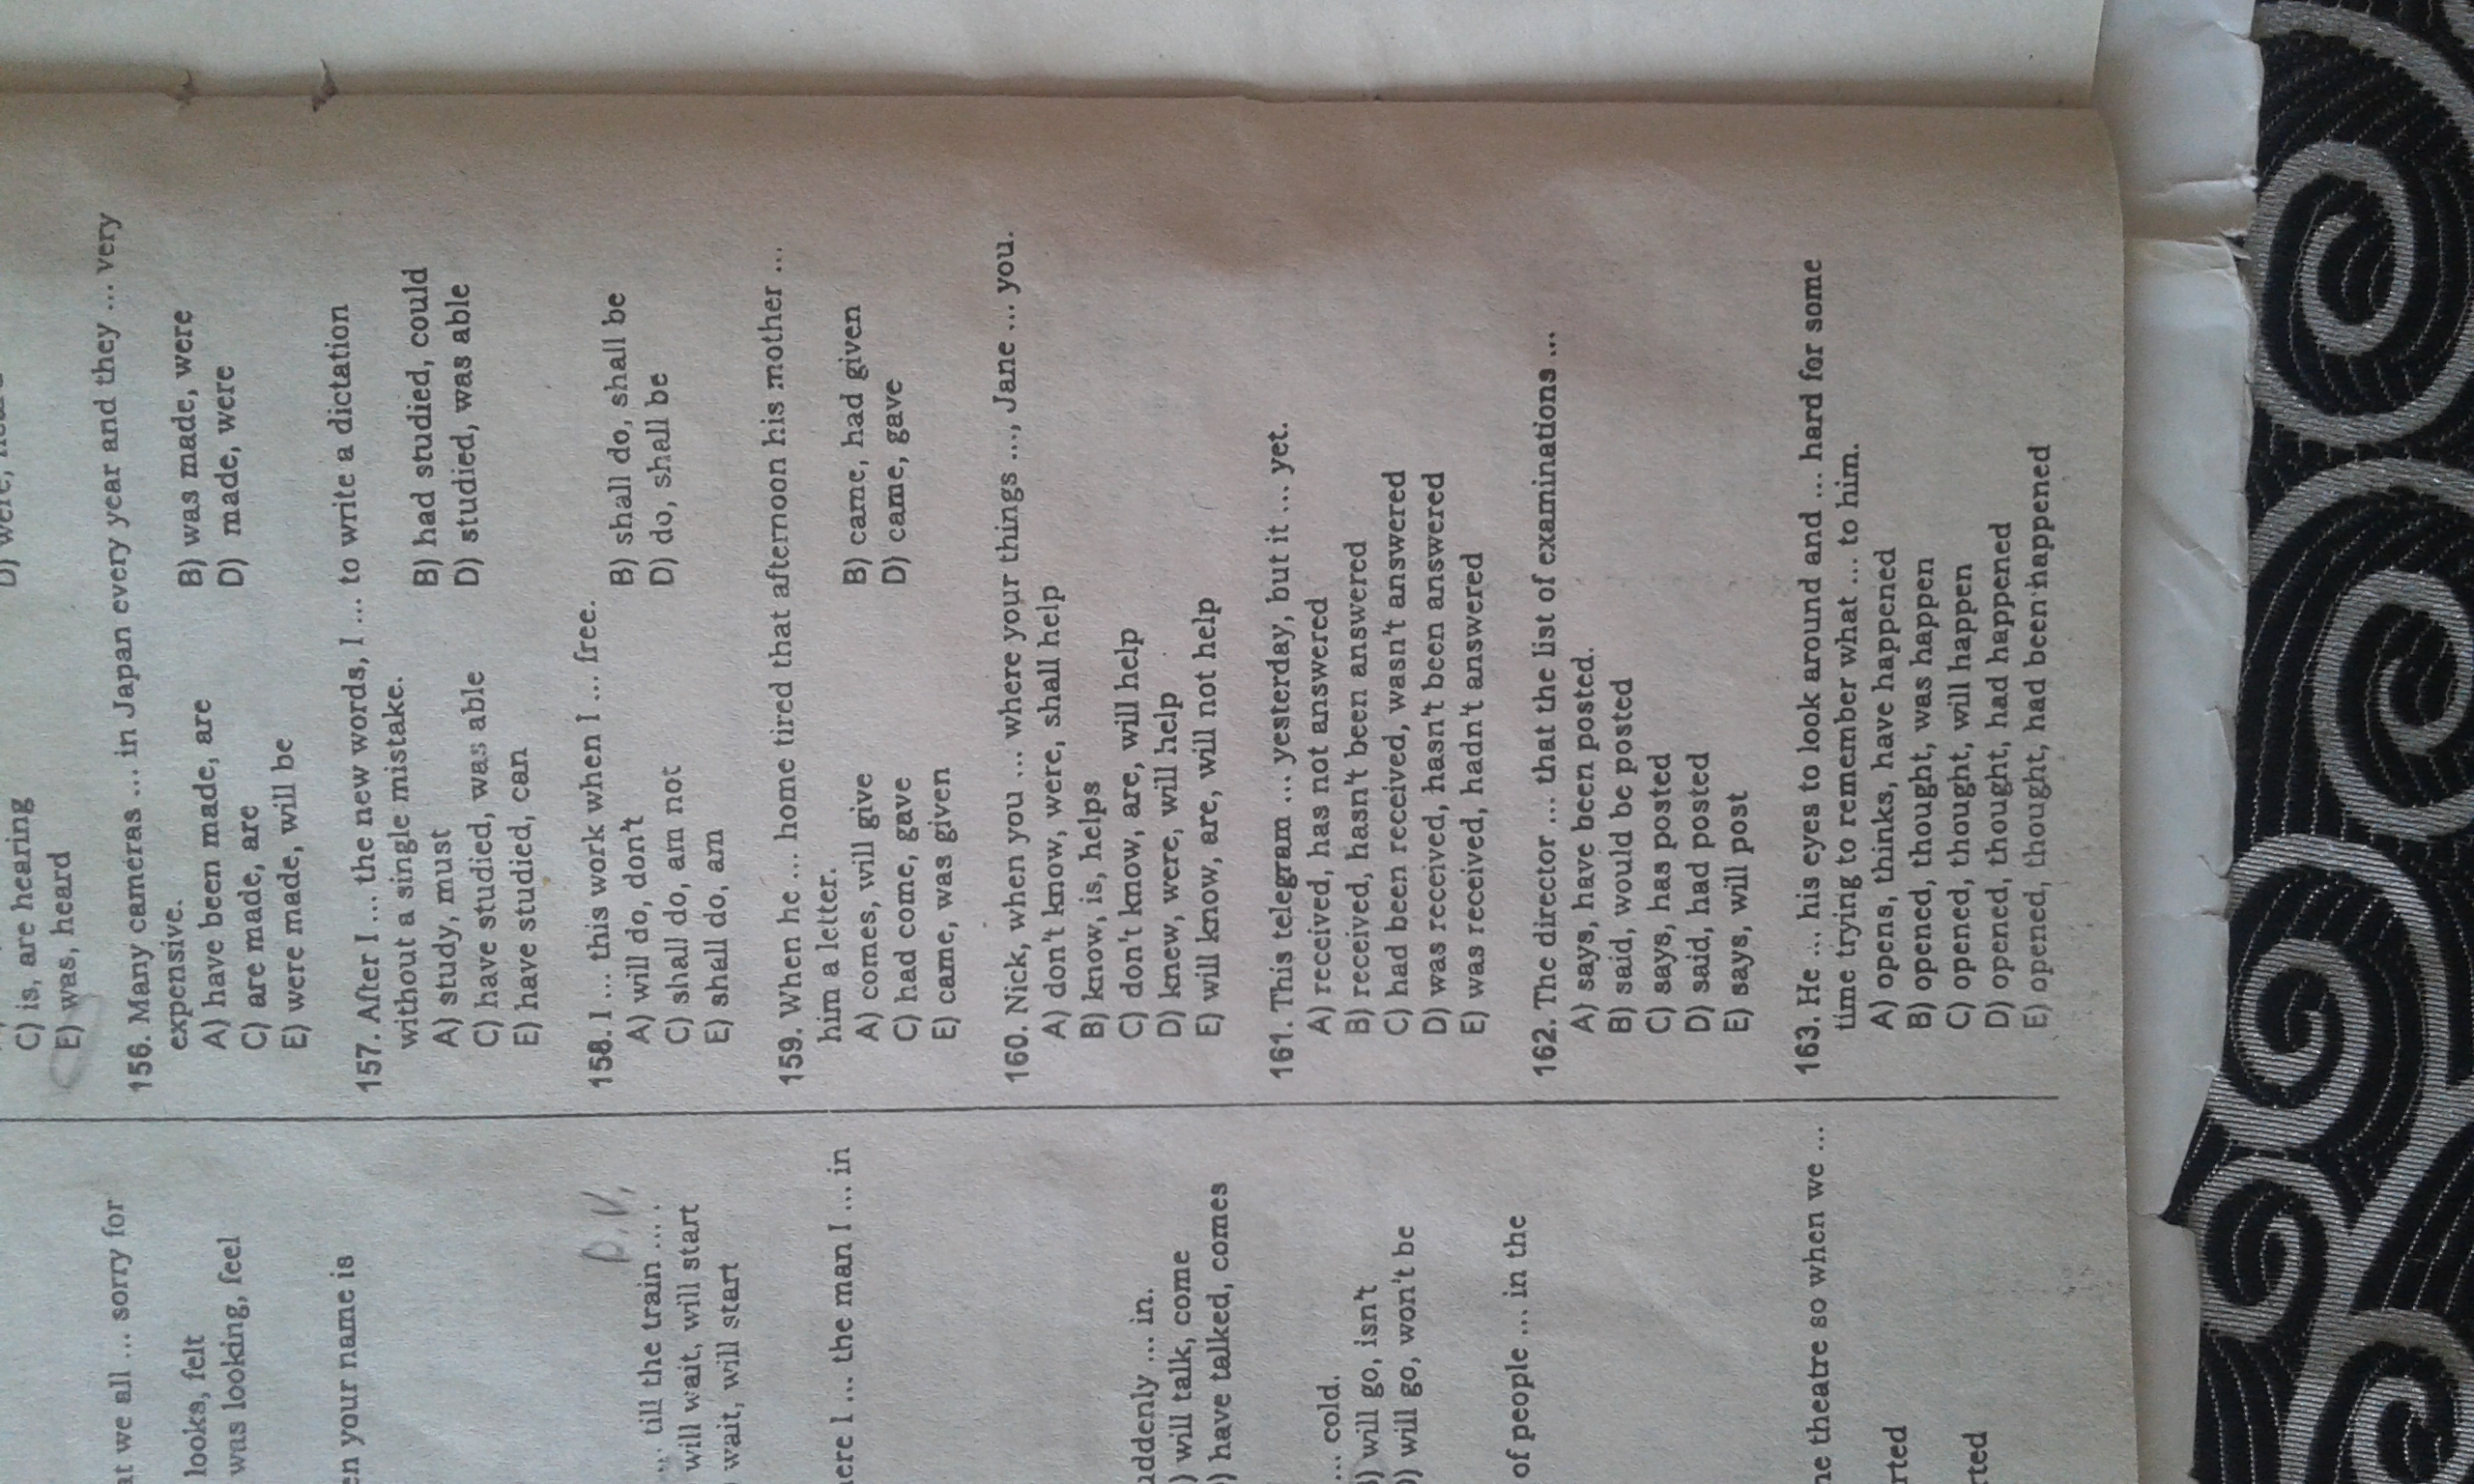 at we all ... sorry for
looks, felt
was looking, feel
en your name is
p.v.
... till the train ... .
will wait, will start
wait, will start
ere I ... the man I ... in
uddenly ... in.
) will talk, come
) have talked, comes
... cold.
) will go, isn't
) will go, won't be
of people ... in the
he theatre so when we ...
rted
rted
C) is, are hearing
E) was, heard
156. Many cameras ... in Japan every year and they ... very
expensive.
A) have been made, are
B) was made, were
C) are made, are
D) made, were
E) were made, will be
157. After I ... the new words, I ... to write a dictation
without a single mistake.
A) study, must
B) had studied, could
C) have studied, was able
D) studied, was able
E) have studied, can
158. I ... this work when I ... free.
A) will do, don't
B) shall do, shall be
C) shall do, am not
D) do, shall be
E) shall do, am
159. When he ... home tired that afternoon his mother ...
him a letter.
A) comes, will give
B) came, had given
C) had come, gave
D) came, gave
E) came, was given
160. Nick, when you ... where your things ..., Jane ... you.
A) don't know, were, shall help
B) know, is, helps
C) don't know, are, will help
D) knew, were, will help
E) will know, are, will not help
161. This telegram ... yesterday, but it ... yet.
A) received, has not answered
B) received, hasn't been answered
C) had been received, wasn't answered
D) was received, hasn't been answered
E) was received, hadn't answered
162. The director ... that the list of examinations ...
A) says, have been posted.
B) said, would be posted
C) says, has posted
D) said, had posted
E) says, will post
163. He ... his eyes to look around and ... hard for some
time trying to remember what ... to him.
A) opens, thinks, have happened
B) opened, thought, was happen
C) opened, thought, will happen
D) opened, thought, had happened
E) opened, thought, had been happened